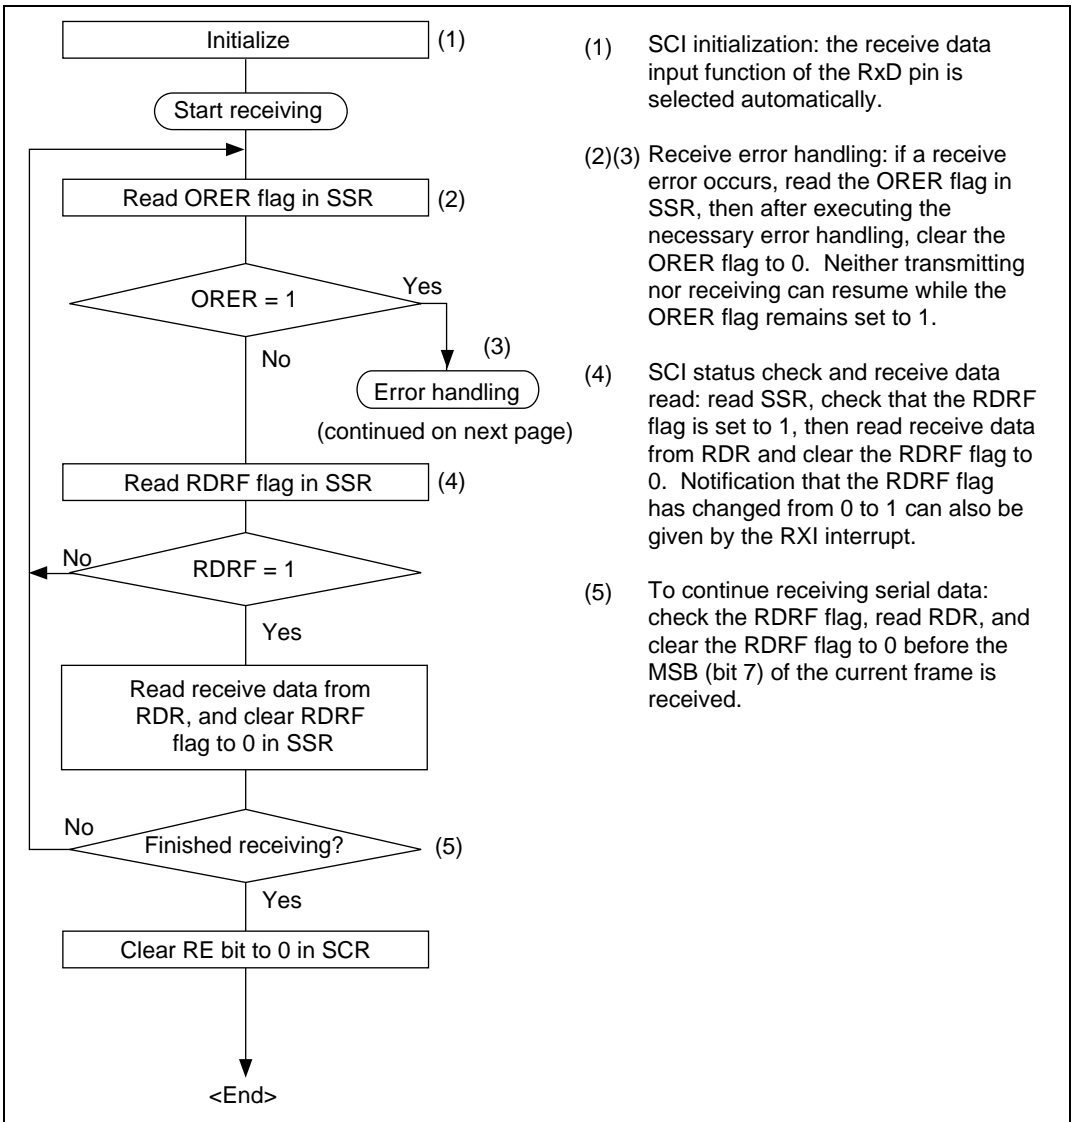 Initialize
(1)
Start receiving
Read ORER flag in SSR
(2)
ORER = 1
Yes
No
(3)
Error handling
(continued on next page)
Read RDRF flag in SSR
(4)
No
RDRF = 1
Yes
Read receive data from
RDR, and clear RDRF
flag to 0 in SSR
No
Finished receiving?
(5)
Yes
Clear RE bit to 0 in SCR
<End>
(1) SCI initialization: the receive data
input function of the RxD pin is
selected automatically.
(2)(3) Receive error handling: if a receive
error occurs, read the ORER flag in
SSR, then after executing the
necessary error handling, clear the
ORER flag to 0. Neither transmitting
nor receiving can resume while the
ORER flag remains set to 1.
(4) SCI status check and receive data
read: read SSR, check that the RDRF
flag is set to 1, then read receive data
from RDR and clear the RDRF flag to
0. Notification that the RDRF flag
has changed from 0 to 1 can also be
given by the RXI interrupt.
(5) To continue receiving serial data:
check the RDRF flag, read RDR, and
clear the RDRF flag to 0 before the
MSB (bit 7) of the current frame is
received.